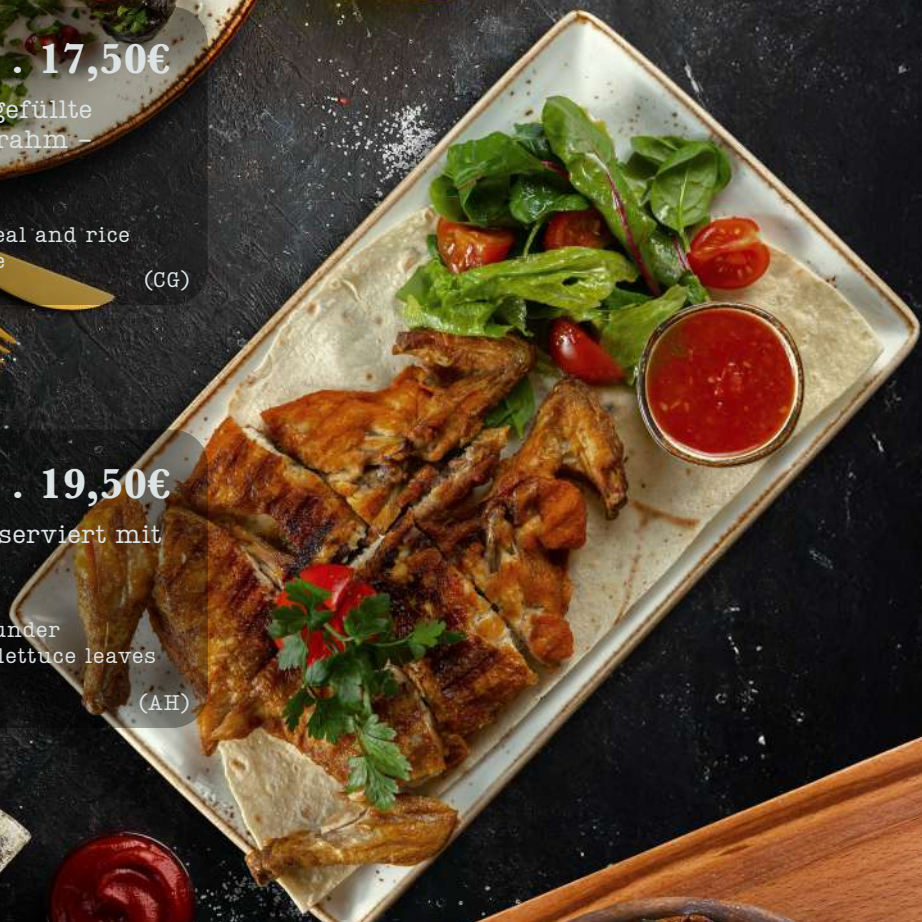 . 17,50€
gefüllte
rahm –
eal and rice
e
(CG)
. 19,50€
serviert mit
under
lettuce leaves
(AH)